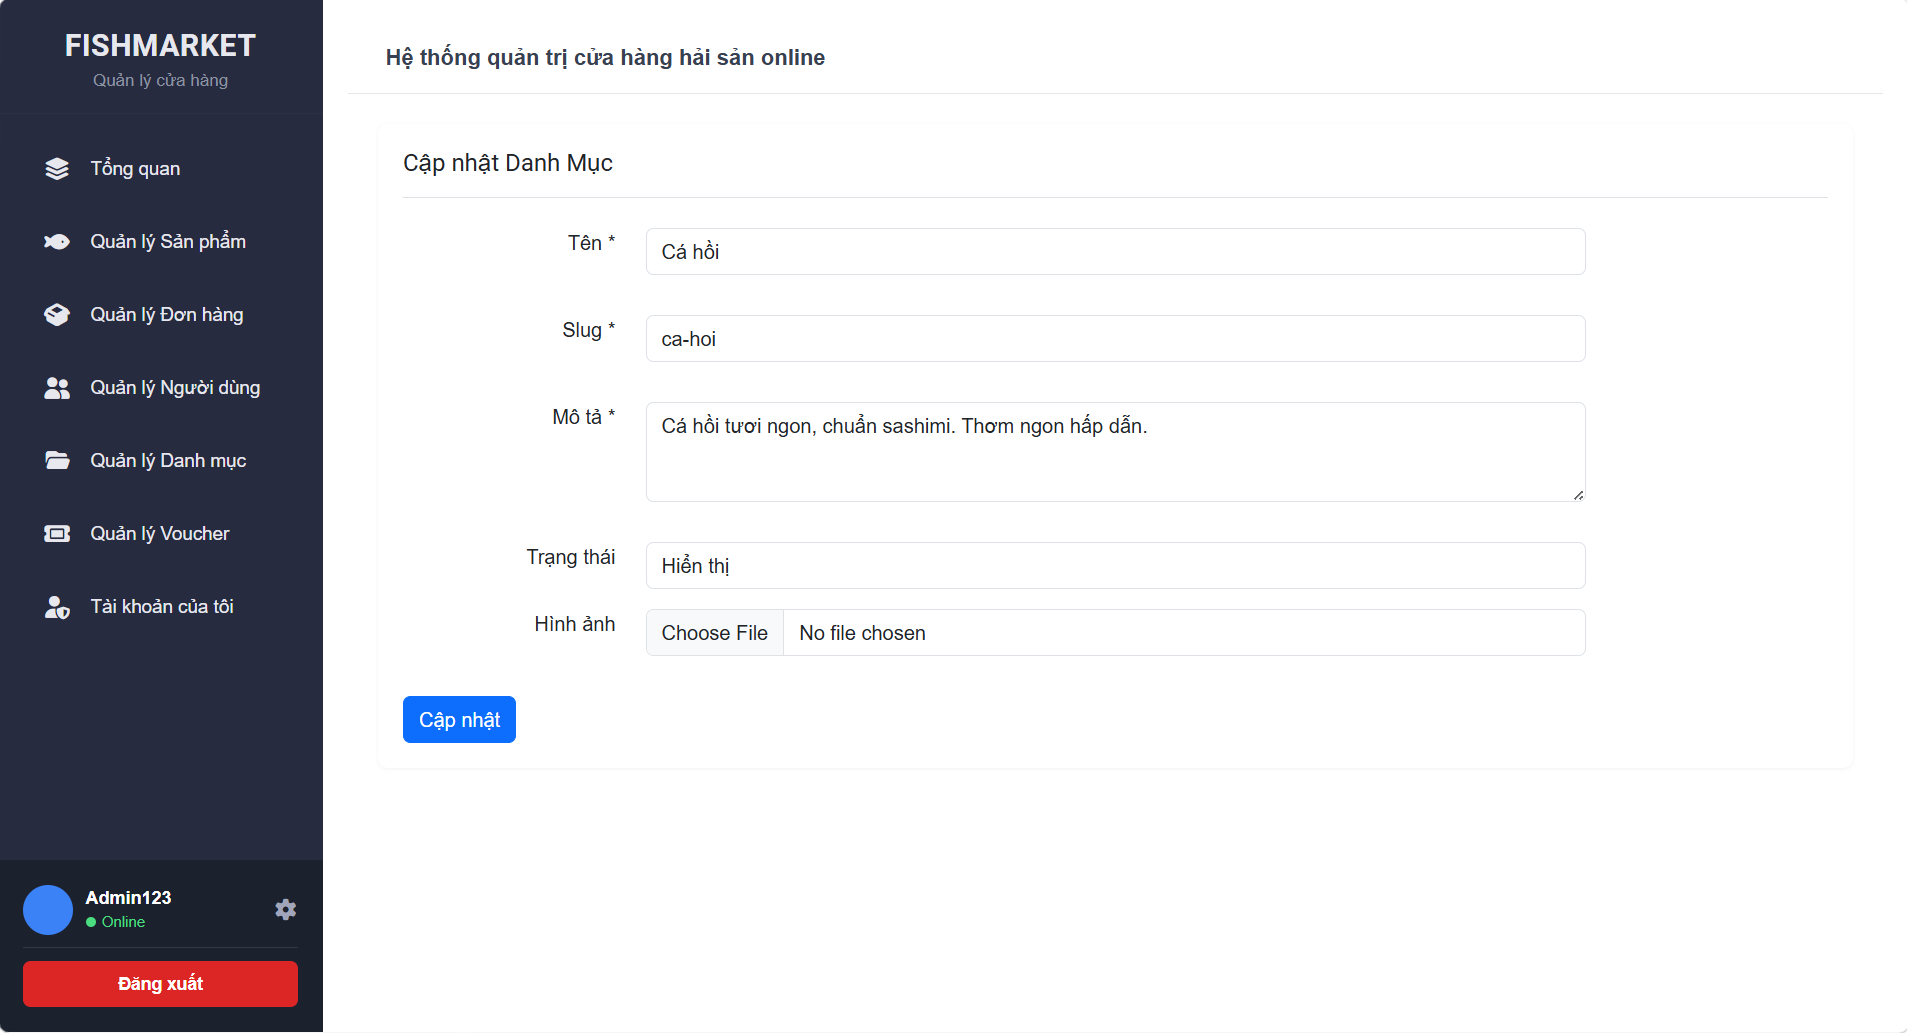 FISHMARKET
Quản lý cửa hàng
Tổng quan
Quản lý Sản phẩm
Quản lý Đơn hàng
Quản lý Người dùng
Quản lý Danh mục
Quản lý Voucher
Tài khoản của tôi
Admin123
Online
Đăng xuất
Hệ thống quản trị cửa hàng hải sản online
Cập nhật Danh Mục
Tên * Cá hồi
Slug * ca-hoi
Mô tả * Cá hồi tươi ngon, chuẩn sashimi. Thơm ngon hấp dẫn.
Trạng thái Hiển thị
Hình ảnh Choose File No file chosen
Cập nhật